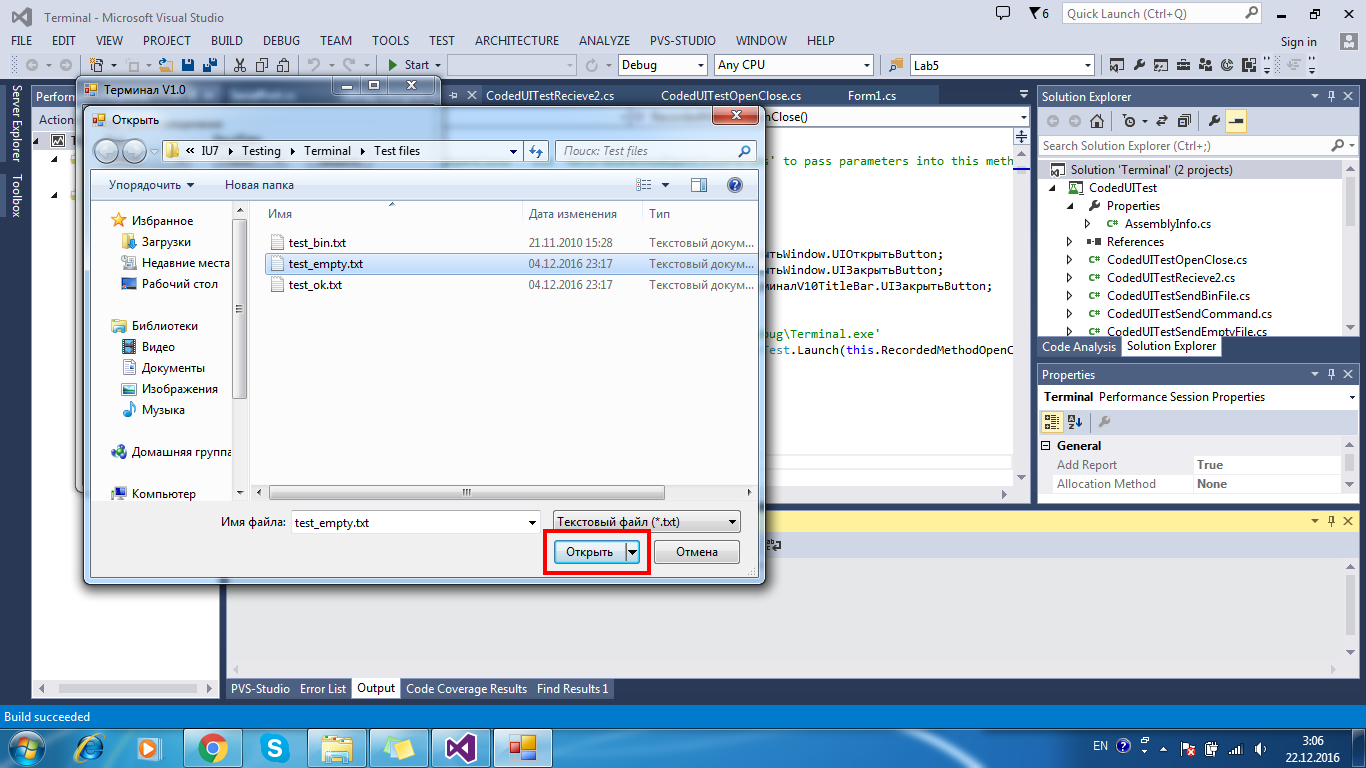 Terminal - Microsoft Visual Studio
6
Quick Launch (Ctrl+Q)
FILE EDIT VIEW PROJECT BUILD DEBUG TEAM TOOLS TEST ARCHITECTURE ANALYZE PVS-STUDIO WINDOW HELP
Sign in
Start Debug Any CPU Lab5
Server Explorer
Toolbox
Терминал V1.0
CodedUITestRecieve2.cs CodedUITestOpenClose.cs Form1.cs
Actions
Открыть
« IU7 Testing Terminal Test files
Поиск: Test files
Упорядочить Новая папка
Избранное
Загрузки
Недавние места
Рабочий стол
Библиотеки
Видео
Документы
Изображения
Музыка
Домашняя группа
Компьютер
Имя Дата изменения Тип
test_bin.txt 21.11.2010 15:28 Текстовый докум...
test_empty.txt 04.12.2016 23:17 Текстовый докум...
test_ok.txt 04.12.2016 23:17 Текстовый докум...
Имя файла: test_empty.txt Текстовый файл (*.txt)
Открыть Отмена
' to pass parameters into this meth
Window.UIОткрытьButton;
Window.UIЗакрытьButton;
V10TitleBar.UIЗакрытьButton;
bug\Terminal.exe'
Test.Launch(this.RecordedMethodOpenC
Solution Explorer
Search Solution Explorer (Ctrl+;)
Solution 'Terminal' (2 projects)
CodedUITest
Properties
C# AssemblyInfo.cs
References
C# CodedUITestOpenClose.cs
C# CodedUITestRecieve2.cs
C# CodedUITestSendBinFile.cs
C# CodedUITestSendCommand.cs
C# CodedUITestSendEmptyFile.cs
Code Analysis Solution Explorer
Properties
Terminal Performance Session Properties
General
Add Report True
Allocation Method None
PVS-Studio Error List Output Code Coverage Results Find Results 1
Build succeeded
EN
3:06
22.12.2016